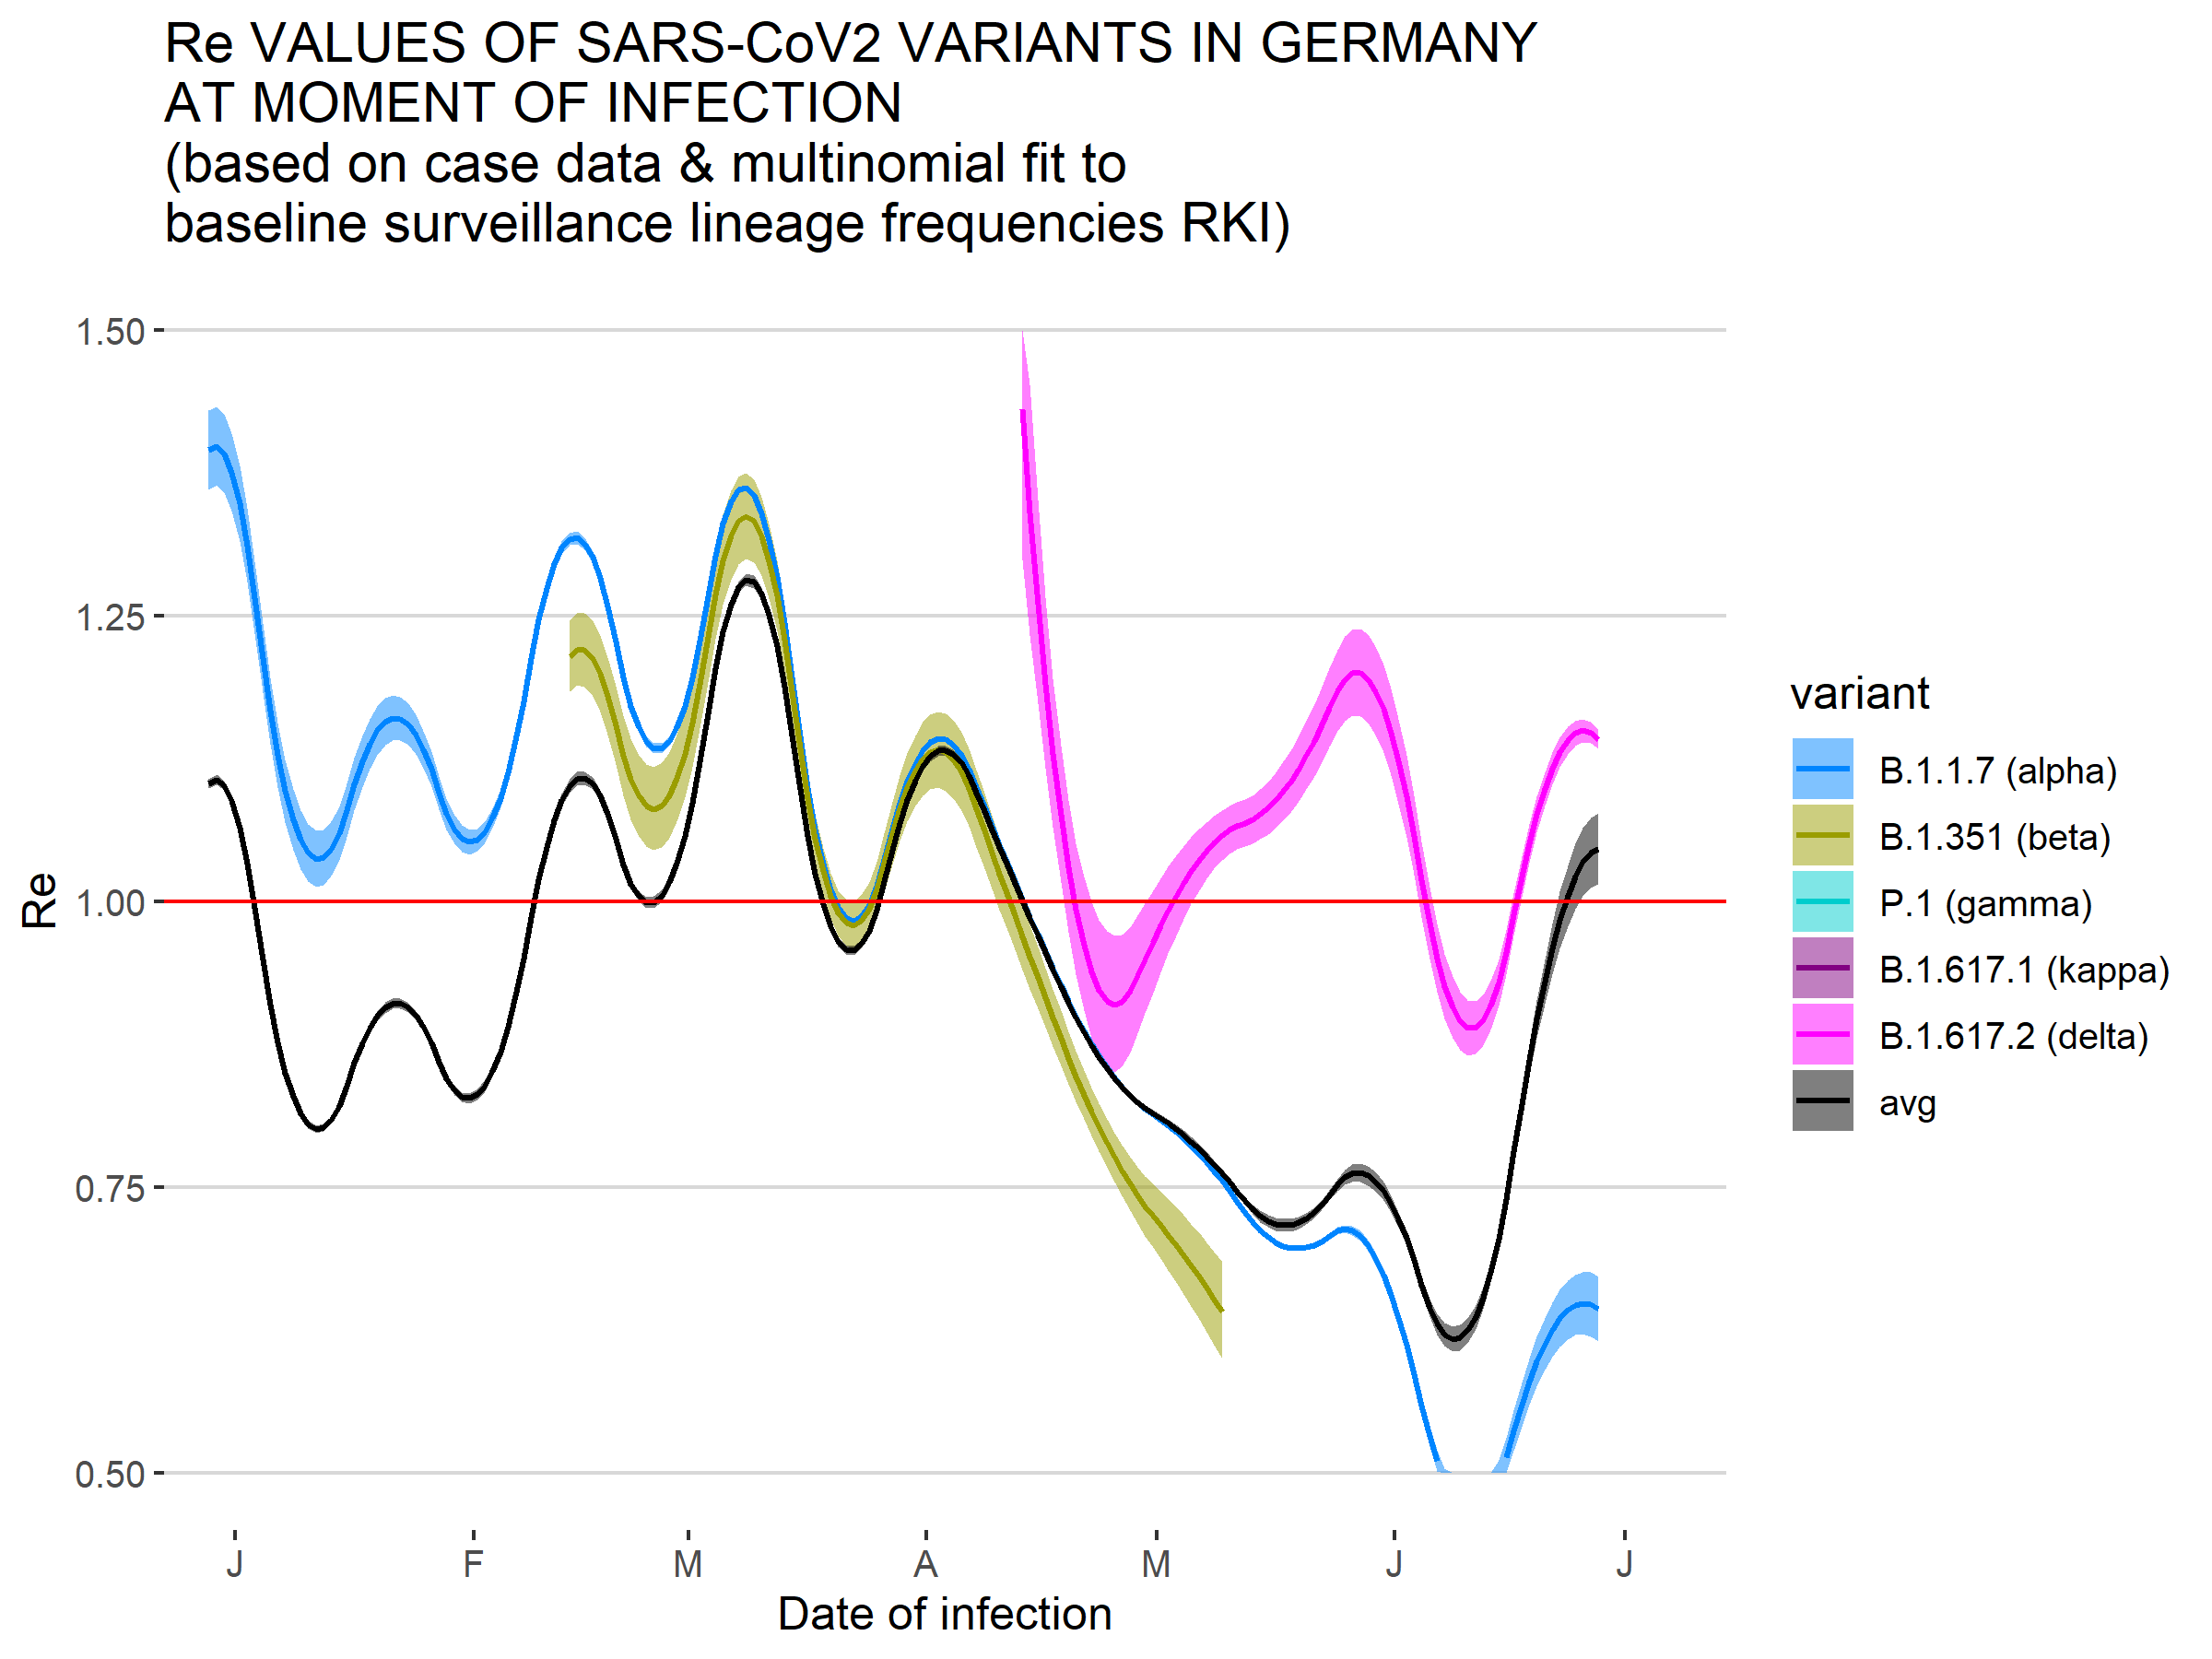 Re VALUES OF SARS-CoV2 VARIANTS IN GERMANY
AT MOMENT OF INFECTION
(based on case data & multinomial fit to
baseline surveillance lineage frequencies RKI)
1.50
1.25
1.00
0.75
0.50
Re
J F M A M J J
Date of infection
variant
B.1.1.7 (alpha)
B.1.351 (beta)
P.1 (gamma)
B.1.617.1 (kappa)
B.1.617.2 (delta)
avg